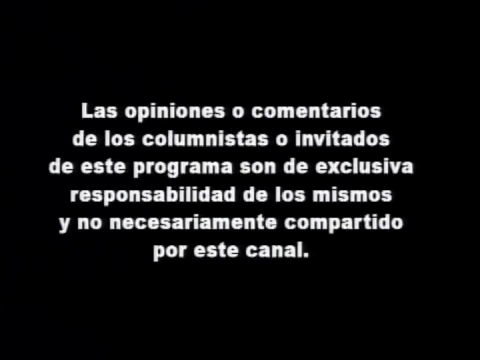 Las opiniones o comentarios
de los columnistas o invitados
de este programa son de exclusiva
responsabilidad de los mismos
y no necesariamente compartido
por este canal.